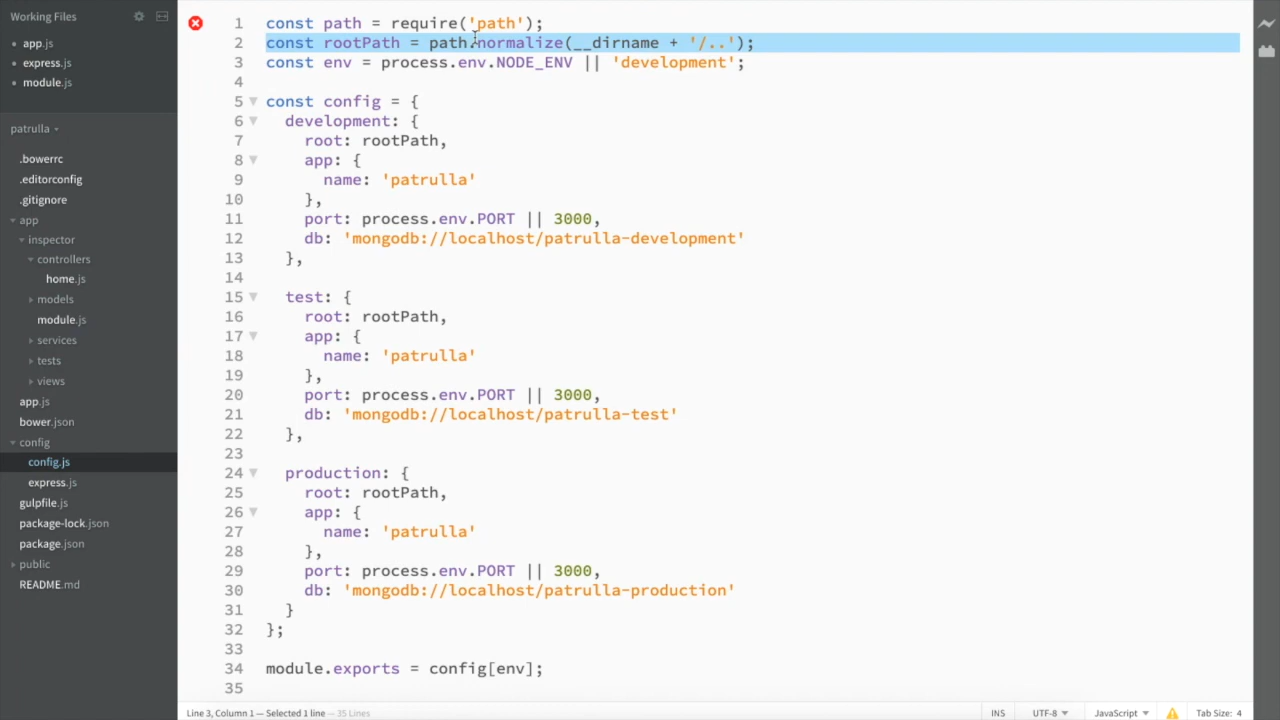 Working Files
app.js
express.js
module.js
patrulla
.bowerrc
.editorconfig
.gitignore
app
inspector
controllers
home.js
models
module.js
services
tests
views
app.js
bower.json
config
config.js
express.js
gulpfile.js
package-lock.json
package.json
public
README.md
1 const path = require('path');
2 const rootPath = path.normalize(__dirname + '/..');
3 const env = process.env.NODE_ENV || 'development';
4
5 const config = {
6 development: {
7 root: rootPath,
8 app: {
9 name: 'patrulla'
10 },
11 port: process.env.PORT || 3000,
12 db: 'mongodb://localhost/patrulla-development'
13 },
14
15 test: {
16 root: rootPath,
17 app: {
18 name: 'patrulla'
19 },
20 port: process.env.PORT || 3000,
21 db: 'mongodb://localhost/patrulla-test'
22 },
23
24 production: {
25 root: rootPath,
26 app: {
27 name: 'patrulla'
28 },
29 port: process.env.PORT || 3000,
30 db: 'mongodb://localhost/patrulla-production'
31 }
32 };
33
34 module.exports = config[env];
35
Line 3, Column 1 — Selected 1 line — 35 Lines INS UTF-8 JavaScript Tab Size: 4